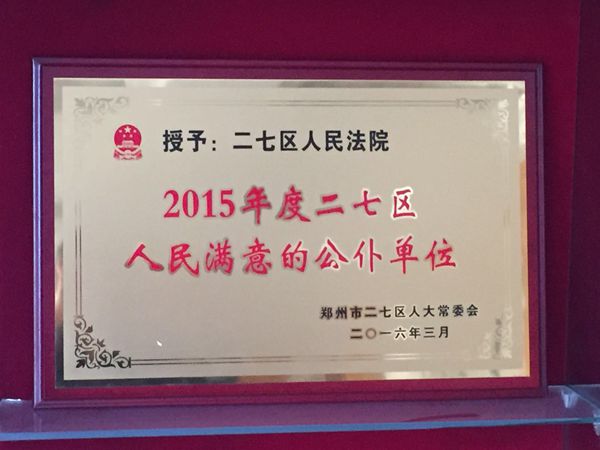 授予：二七区人民法院
2015年度二七区
人民满意的公仆单位
郑州市二七区人大常委会
二〇一六年三月